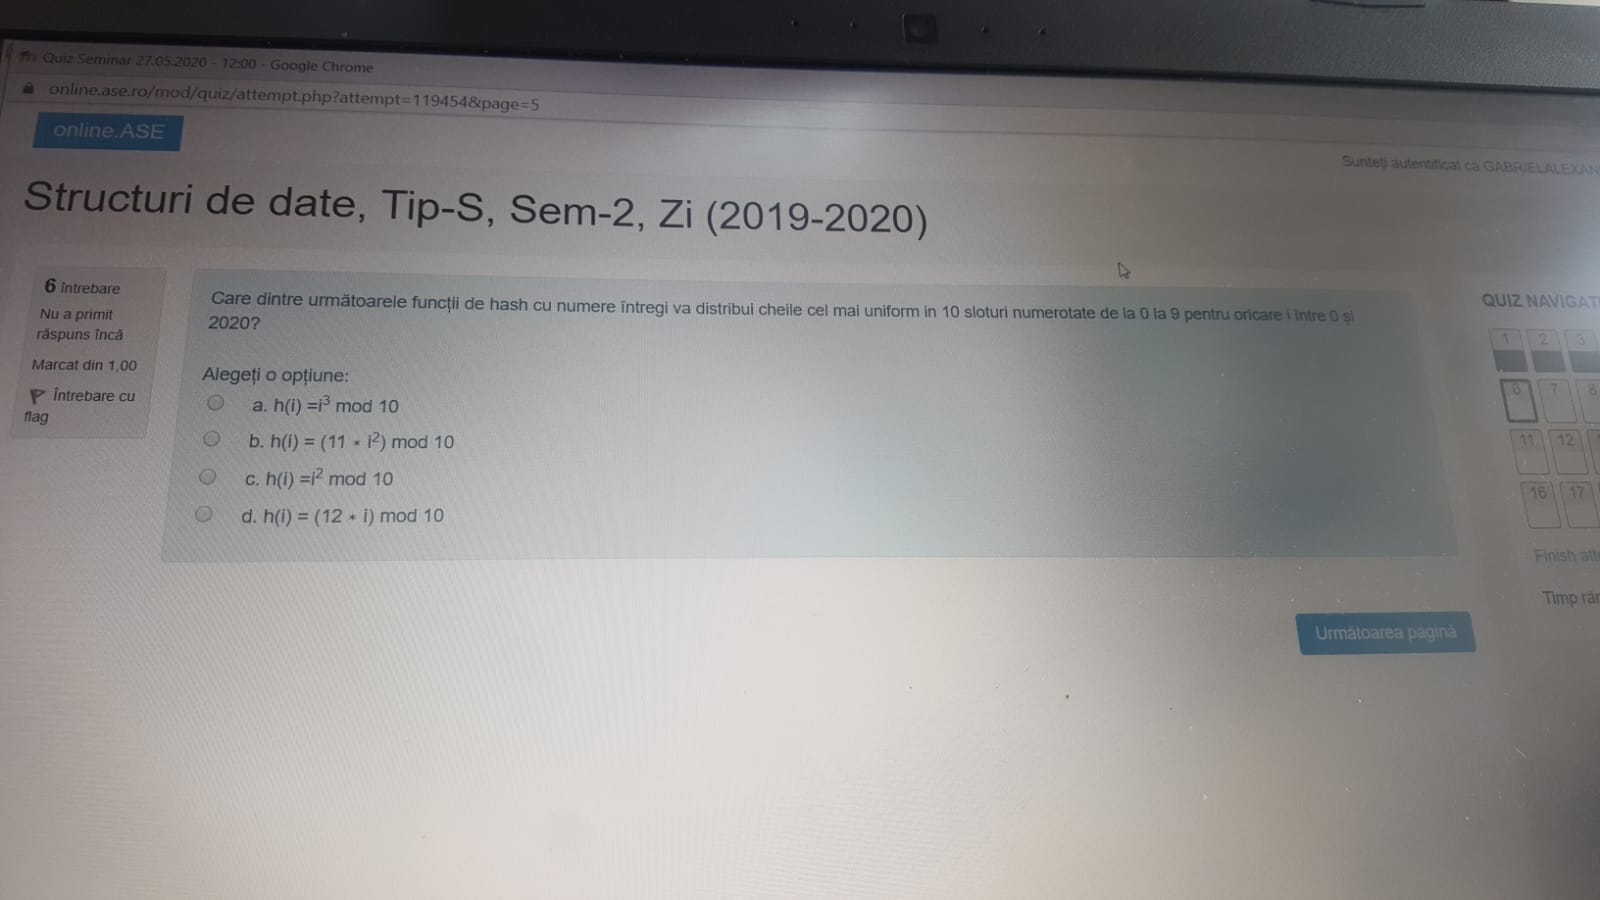 Quiz Seminar 27.05.2020 - 12:00 - Google Chrome
online.ase.ro/mod/quiz/attempt.php?attempt=119454&page=5
online.ASE
Sunteți autentificat ca GABRIELALEXAN
Structuri de date, Tip-S, Sem-2, Zi (2019-2020)
6 întrebare
Nu a primit
răspuns încă
Marcat din 1,00
Întrebare cu
flag
Care dintre următoarele funcții de hash cu numere întregi va distribui cheile cel mai uniform in 10 sloturi numerotate de la 0 la 9 pentru oricare i între 0 și
2020?
Alegeți o opțiune:
a. h(i) =i³ mod 10
b. h(i) = (11 * i²) mod 10
c. h(i) =i² mod 10
d. h(i) = (12 * i) mod 10
Următoarea pagină
QUIZ NAVIGAT
1 2 3
6 7 8
11 12
16 17
Finish att
Timp ră